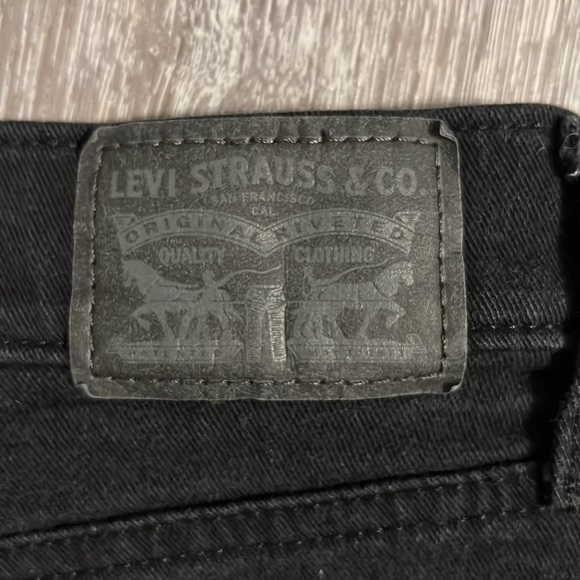 LEVI STRAUSS & CO.
SAN FRANCISCO
CAL.
ORIGINAL RIVETED
QUALITY CLOTHING